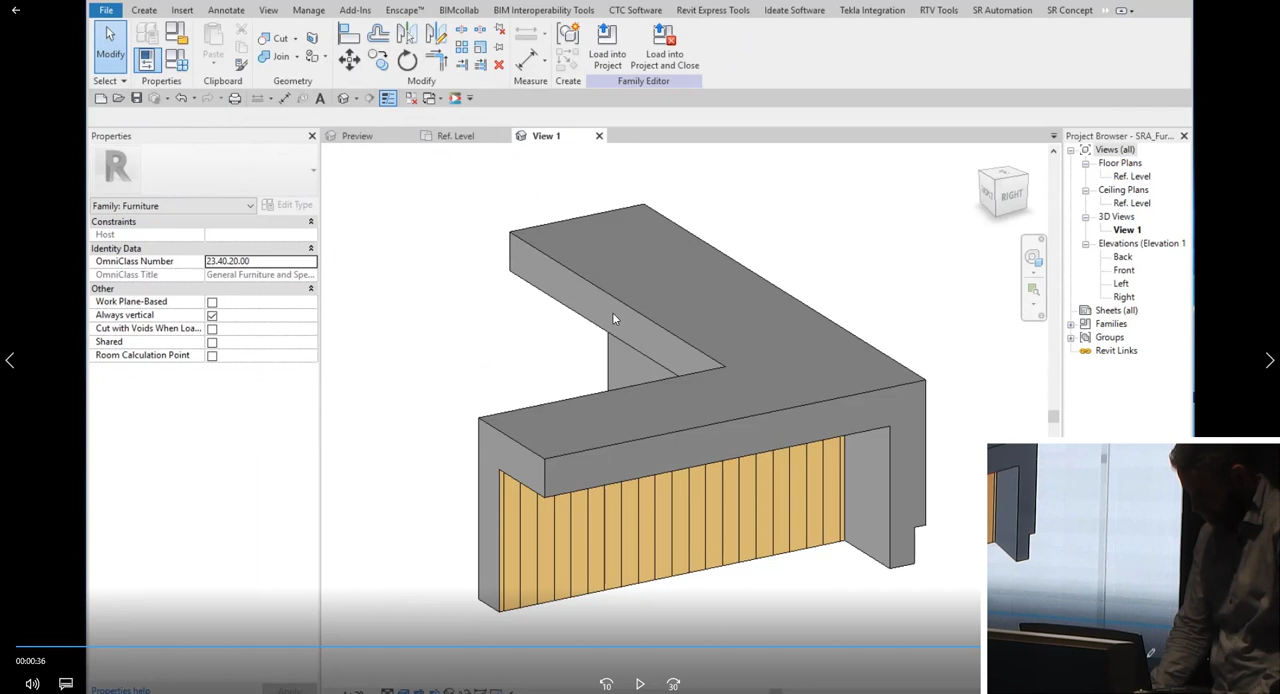 File Create Insert Annotate View Manage Add-Ins Enscape™ BIMcollab BIM Interoperability Tools CTC Software Revit Express Tools Ideate Software Tekla Integration RTV Tools SR Automation SR Concept
Modify Paste Cut Join Load into Load into
Project Project and Close
Select Properties Clipboard Geometry Modify Measure Create Family Editor
A
Properties Preview Ref. Level View 1 Project Browser - SRA_Fur...
R
Family: Furniture Edit Type
Constraints
Host
Identity Data
OmniClass Number 23.40.20.00
OmniClass Title General Furniture and Spe...
Other
Work Plane-Based
Always vertical
Cut with Voids When Loa...
Shared
Room Calculation Point
RIGHT
Views (all)
Floor Plans
Ref. Level
Ceiling Plans
Ref. Level
3D Views
View 1
Elevations (Elevation 1
Back
Front
Left
Right
Sheets (all)
Families
Groups
Revit Links
00:00:36
10 30
Properties help Apply